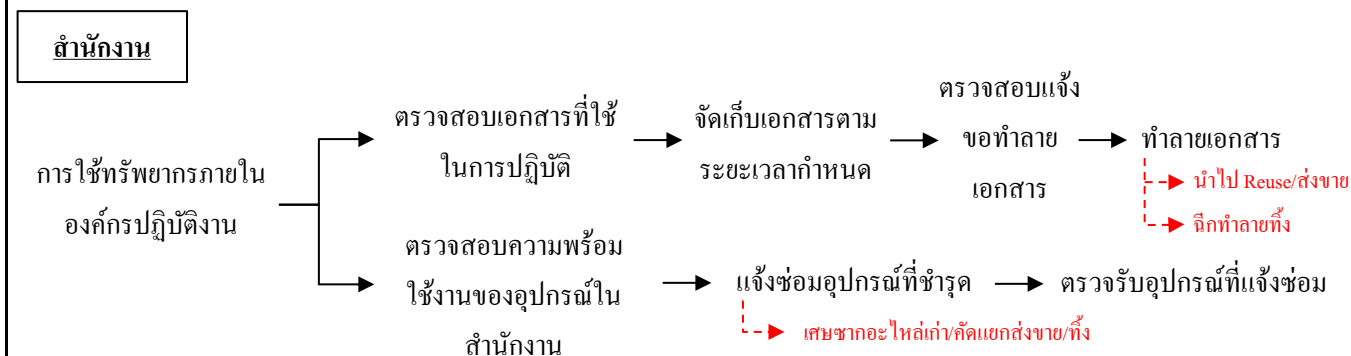 สำนักงาน
การใช้ทรัพยากรภายใน
องค์กรปฏิบัติงาน
ตรวจสอบเอกสารที่ใช้
ในการปฏิบัติ
จัดเก็บเอกสารตาม
ระยะเวลากำหนด
ตรวจสอบแจ้ง
ขอทำลาย
เอกสาร
ทำลายเอกสาร
นำไป Reuse/ส่งขาย
ฉีกทำลายทิ้ง
ตรวจสอบความพร้อม
ใช้งานของอุปกรณ์ใน
สำนักงาน
แจ้งซ่อมอุปกรณ์ที่ชำรุด
เศษซากอะไหล่เก่า/คัดแยกส่งขาย/ทิ้ง
ตรวจรับอุปกรณ์ที่แจ้งซ่อม